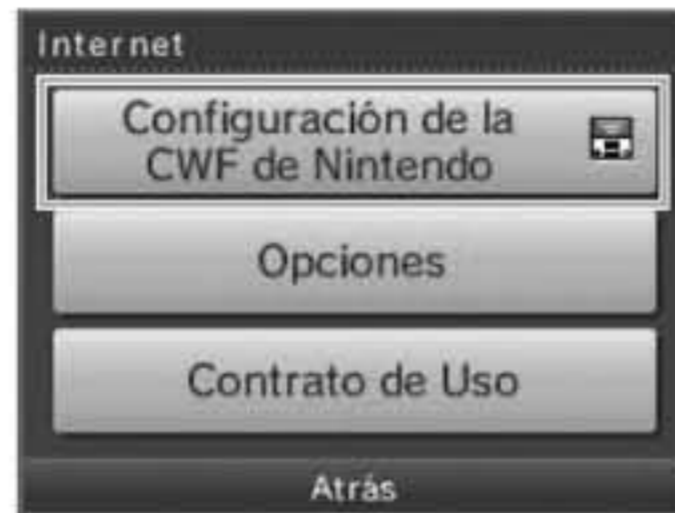 Internet
Configuración de la
CWF de Nintendo
Opciones
Contrato de Uso
Atrás